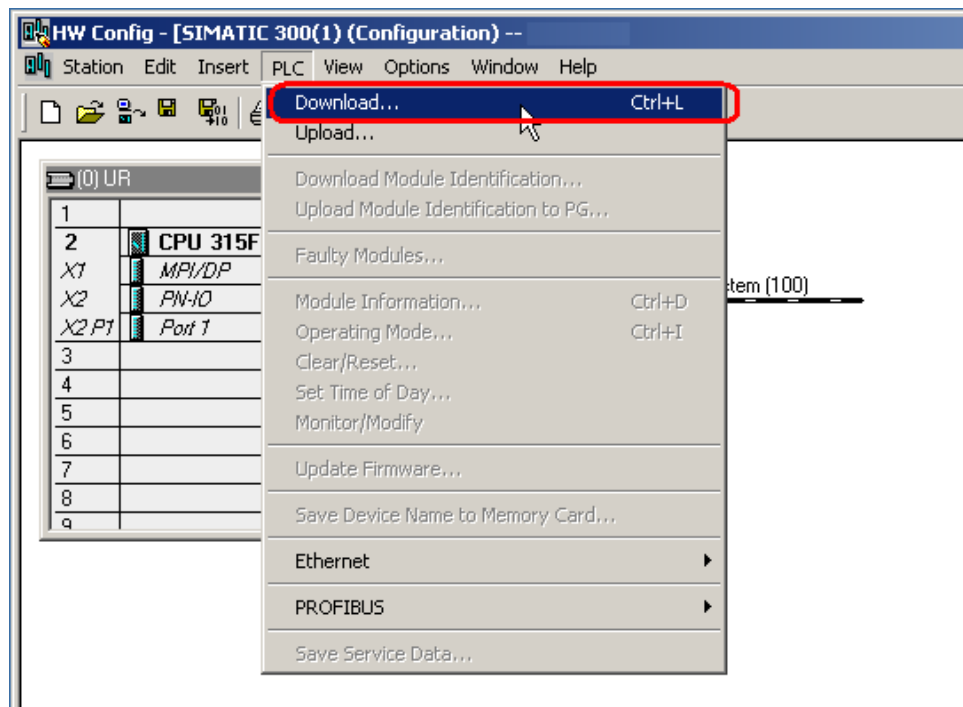 HW Config - [SIMATIC 300(1) (Configuration) --
Station Edit Insert PLC View Options Window Help
Download... Ctrl+L
Upload...
Download Module Identification...
Upload Module Identification to PG...
Faulty Modules...
Module Information... Ctrl+D
Operating Mode... Ctrl+I
Clear/Reset...
Set Time of Day...
Monitor/Modify
Update Firmware...
Save Device Name to Memory Card...
Ethernet
PROFIBUS
Save Service Data...
(0) UR
1
2 CPU 315F
X1 MPI/DP
X2 PN-IO
X2 P1 Port 1
3
4
5
6
7
8
9
stem (100)